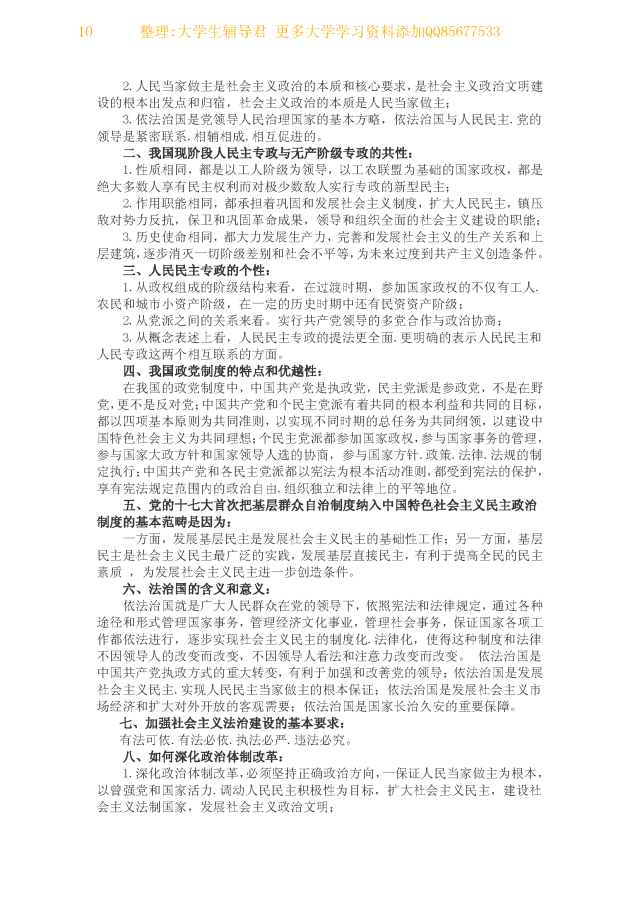 10 整理:大学生辅导君 更多大学学习资料添加QQ85677533
2.人民当家做主是社会主义政治的本质和核心要求,是社会主义政治文明建
设的根本出发点和归宿，社会主义政治的本质是人民当家做主；
3.依法治国是党领导人民治理国家的基本方略，依法治国与人民民主.党的
领导是紧密联系.相辅相成.相互促进的。
二、我国现阶段人民主专政与无产阶级专政的共性：
1.性质相同，都是以工人阶级为领导，以工农联盟为基础的国家政权，都是
绝大多数人享有民主权利而对极少数敌人实行专政的新型民主；
2.作用职能相同，都承担着巩固和发展社会主义制度，扩大人民民主，镇压
敌对势力反抗，保卫和巩固革命成果，领导和组织全面的社会主义建设的职能；
3.历史使命相同，都大力发展生产力，完善和发展社会主义的生产关系和上
层建筑,逐步消灭一切阶级差别和社会不平等,为未来过度到共产主义创造条件。
三、人民民主专政的个性：
1.从政权组成的阶级结构来看，在过渡时期，参加国家政权的不仅有工人.
农民和城市小资产阶级，在一定的历史时期中还有民资资产阶级；
2.从党派之间的关系来看。实行共产党领导的多党合作与政治协商；
3.从概念表述上看，人民民主专政的提法更全面.更明确的表示人民民主和
人民专政这两个相互联系的方面。
四、我国政党制度的特点和优越性：
在我国的政党制度中，中国共产党是执政党，民主党派是参政党，不是在野
党,更不是反对党;中国共产党和个民主党派有着共同的根本利益和共同的目标，
都以四项基本原则为共同准则，以实现不同时期的总任务为共同纲领，以建设中
国特色社会主义为共同理想;个民主党派都参加国家政权,参与国家事务的管理，
参与国家大政方针和国家领导人选的协商，参与国家方针.政策.法律.法规的制
定执行;中国共产党和各民主党派都以宪法为根本活动准则,都受到宪法的保护，
享有宪法规定范围内的政治自由.组织独立和法律上的平等地位。
五、党的十七大首次把基层群众自治制度纳入中国特色社会主义民主政治
制度的基本范畴是因为：
一方面，发展基层民主是发展社会主义民主的基础性工作；另一方面，基层
民主是社会主义民主最广泛的实践，发展基层直接民主，有利于提高全民的民主
素质 ，为发展社会主义民主进一步创造条件。
六、法治国的含义和意义：
依法治国就是广大人民群众在党的领导下，依照宪法和法律规定，通过各种
途径和形式管理国家事务，管理经济文化事业，管理社会事务，保证国家各项工
作都依法进行，逐步实现社会主义民主的制度化.法律化，使得这种制度和法律
不因领导人的改变而改变，不因领导人看法和注意力改变而改变。 依法治国是
中国共产党执政方式的重大转变，有利于加强和改善党的领导；依法治国是发展
社会主义民主.实现人民民主当家做主的根本保证；依法治国是发展社会主义市
场经济和扩大对外开放的客观需要；依法治国是国家长治久安的重要保障。
七、加强社会主义法治建设的基本要求：
有法可依.有法必依.执法必严.违法必究。
八、如何深化政治体制改革：
1.深化政治体制改革,必须坚持正确政治方向,一保证人民当家做主为根本，
以曾强党和国家活力.调动人民民主积极性为目标，扩大社会主义民主，建设社
会主义法制国家，发展社会主义政治文明；